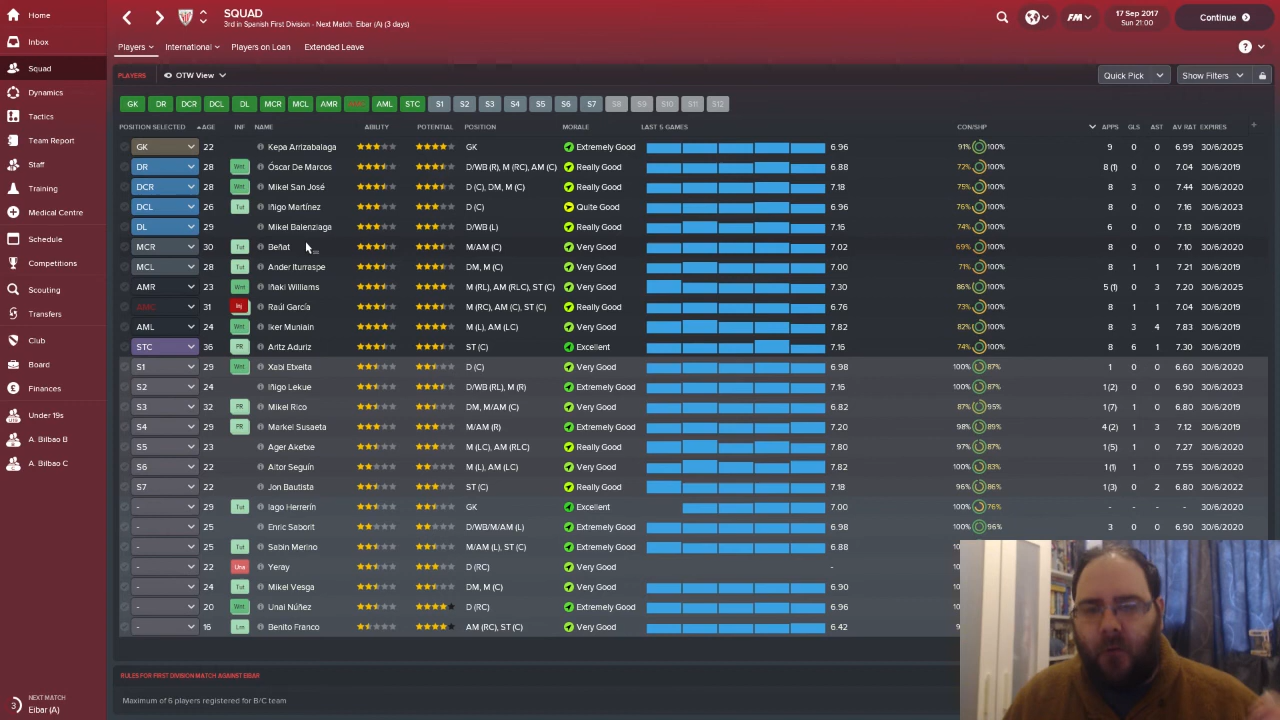 Home
Inbox
Squad
Dynamics
Tactics
Team Report
Staff
Training
Medical Centre
Schedule
Competitions
Scouting
Transfers
Club
Board
Finances
Under 19s
A. Bilbao B
A. Bilbao C
3 NEXT MATCH
Eibar (A)
SQUAD
3rd in Spanish First Division - Next Match: Eibar (A) (3 days)
FM
17 Sep 2017
Sun 21:00
Continue
Players International Players on Loan Extended Leave
?
PLAYERS OTW View Quick Pick Show Filters
GK DR DCR DCL DL MCR MCL AMR AML STC S1 S2 S3 S4 S5 S6 S7 S8 S9 S10 S11 S12
POSITION SELECTED AGE INF NAME ABILITY POTENTIAL POSITION MORALE LAST 5 GAMES CON/SHP APPS GLS AST AV RAT EXPIRES +
GK 22 Kepa Arrizabalaga GK Extremely Good 6.96 91% 100% 9 0 0 6.99 30/6/2025
DR 28 Wnt Óscar De Marcos D/WB (R), M (RC), AM (C) Really Good 6.88 72% 100% 8 (1) 0 0 7.04 30/6/2019
DCR 28 Wnt Mikel San José D (C), DM, M (C) Really Good 7.18 75% 100% 8 3 0 7.44 30/6/2020
DCL 26 Tut Iñigo Martínez D (C) Quite Good 6.96 76% 100% 8 0 0 7.16 30/6/2023
DL 29 Mikel Balenziaga D/WB (L) Really Good 7.16 74% 100% 6 0 0 7.13 30/6/2019
MCR 30 Tut Beñat M/AM (C) Very Good 7.02 69% 100% 8 0 0 7.10 30/6/2020
MCL 28 Tut Ander Iturraspe DM, M (C) Very Good 7.00 71% 100% 8 1 1 7.21 30/6/2019
AMR 23 Wnt Iñaki Williams M (RL), AM (RLC), ST (C) Very Good 7.30 86% 100% 5 (1) 0 3 7.20 30/6/2025
AMC 31 Inj Raúl García M (RC), AM (C), ST (C) Really Good 6.76 73% 100% 8 1 1 7.04 30/6/2019
AML 24 Wnt Iker Muniain M (L), AM (LC) Very Good 7.82 82% 100% 8 3 4 7.83 30/6/2019
STC 36 PR Aritz Aduriz ST (C) Excellent 7.16 74% 100% 8 6 1 7.30 30/6/2019
S1 29 Wnt Xabi Etxeita D (C) Very Good 6.98 100% 87% 1 0 0 6.60 30/6/2020
S2 24 Iñigo Lekue D/WB (RL), M (R) Extremely Good 7.16 100% 87% 1 (2) 0 0 6.90 30/6/2023
S3 32 PR Mikel Rico DM, M/AM (C) Very Good 6.82 87% 95% 1 (7) 1 0 6.80 30/6/2019
S4 29 PR Markel Susaeta M/AM (R) Extremely Good 7.20 98% 89% 4 (2) 1 3 7.12 30/6/2019
S5 23 Ager Aketxe M (LC), AM (RLC) Really Good 7.80 97% 87% 1 (5) 1 0 7.27 30/6/2020
S6 22 Aitor Seguín M (L), AM (LC) Very Good 7.82 100% 83% 1 (1) 1 0 7.55 30/6/2020
S7 22 Jon Bautista ST (C) Really Good 7.18 96% 86% 1 (3) 0 2 6.80 30/6/2022
- 29 Tut Iago Herrerín GK Excellent 7.00 100% 76% - - - - 30/6/2020
- 25 Enric Saborit D/WB/M/AM (L) Extremely Good 6.98 100% 96% 3 0 0 6.90 30/6/2020
- 25 Tut Sabin Merino M/AM (L), ST (C) Extremely Good 6.88
- 22 Una Yeray D (RC) Very Good -
- 24 Tut Mikel Vesga DM, M (C) Very Good 6.90
- 20 Wnt Unai Núñez D (RC) Extremely Good 6.96
- 16 Lrn Benito Franco AM (RC), ST (C) Very Good 6.42
RULES FOR FIRST DIVISION MATCH AGAINST EIBAR
Maximum of 6 players registered for B/C team